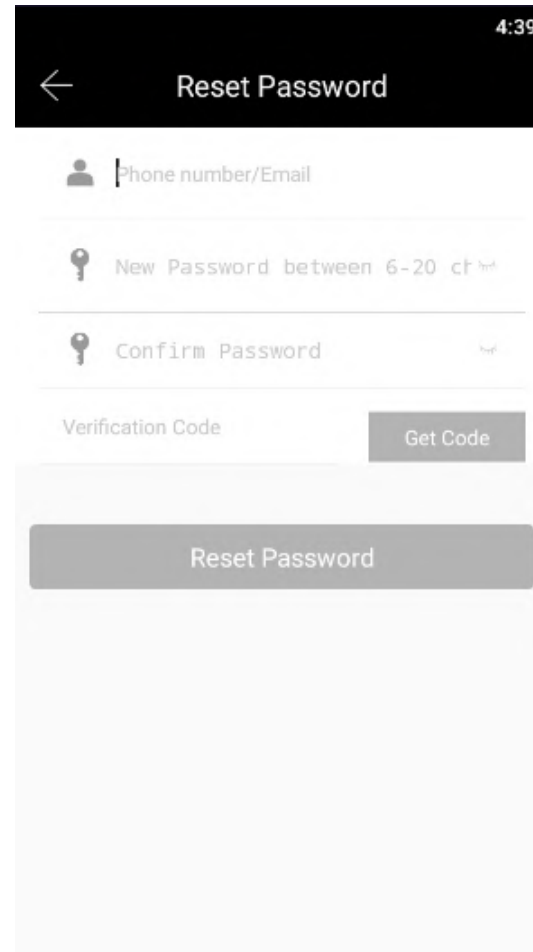 4:39
Reset Password
Phone number/Email
New Password between 6-20 ch
Confirm Password
Verification Code
Get Code
Reset Password